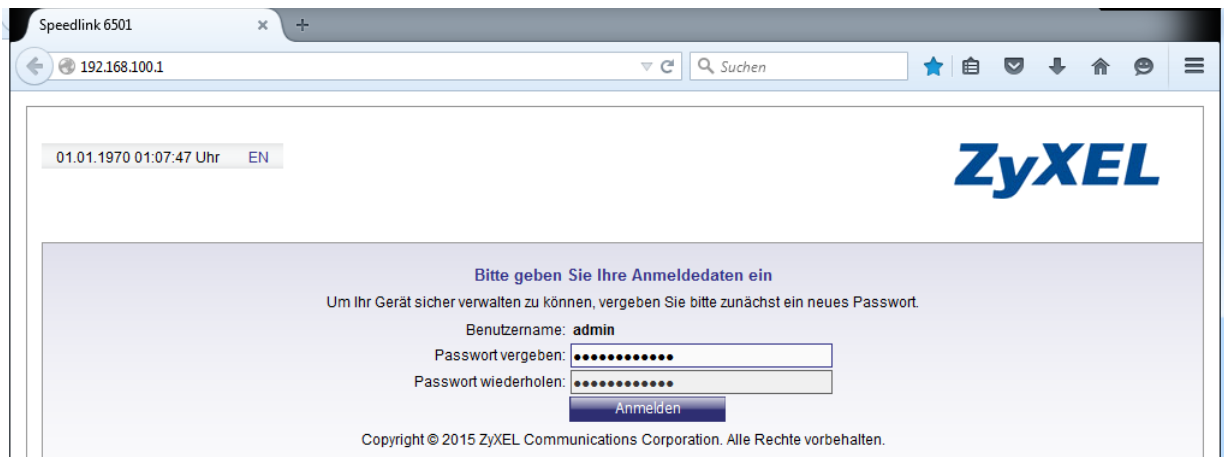 Speedlink 6501
192.168.100.1
Suchen
01.01.1970 01:07:47 Uhr EN
ZyXEL
Bitte geben Sie Ihre Anmeldedaten ein
Um Ihr Gerät sicher verwalten zu können, vergeben Sie bitte zunächst ein neues Passwort.
Benutzername: admin
Passwort vergeben: ●●●●●●●●●●●●
Passwort wiederholen: ●●●●●●●●●●●●
Anmelden
Copyright © 2015 ZyXEL Communications Corporation. Alle Rechte vorbehalten.